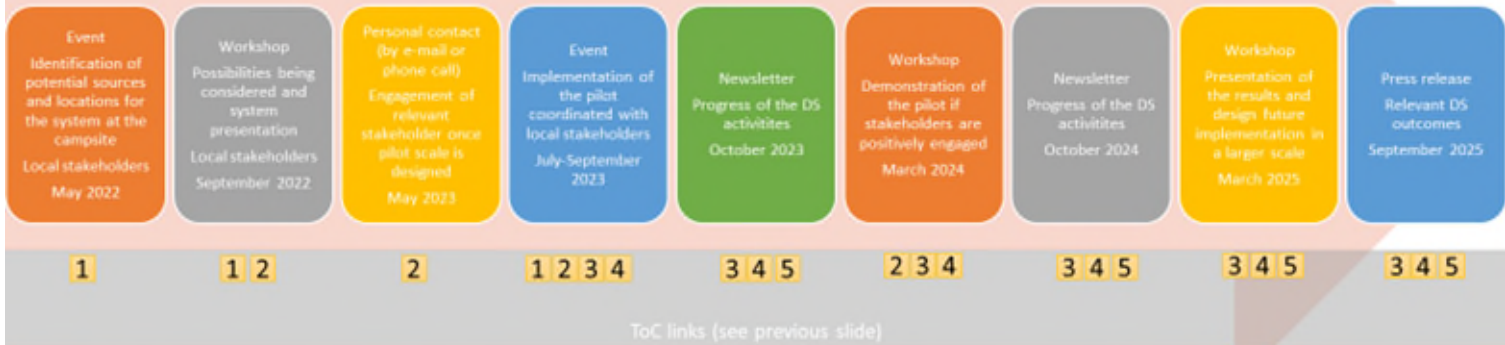 Event
Identification of
potential sources
and locations for
the system at the
campsite
Local stakeholders
May 2022
Workshop
Possibilities being
considered and
system
presentation
Local stakeholders
September 2022
Personal contact
(by e-mail or
phone call)
Engagement of
relevant
stakeholder once
pilot scale is
designed
May 2023
Event
Implementation of
the pilot
coordinated with
local stakeholders
July-September
2023
Newsletter
Progress of the DS
activitites
October 2023
Workshop
Demonstration of
the pilot if
stakeholders are
positively engaged
March 2024
Newsletter
Progress of the DS
activitites
October 2024
Workshop
Presentation of
the results and
design future
implementation in
a larger scale
March 2025
Press release
Relevant DS
outcomes
September 2025
1
1 2
2
1 2 3 4
3 4 5
2 3 4
3 4 5
3 4 5
3 4 5
ToC links (see previous slide)